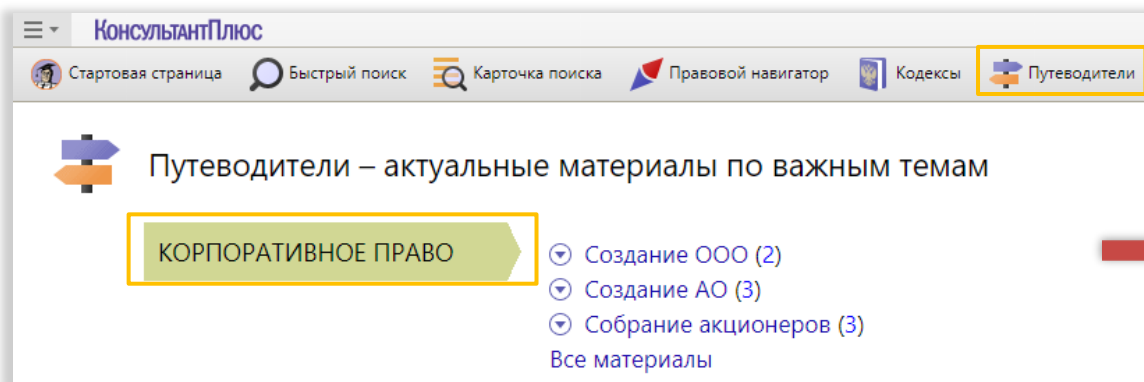 КонсультантПлюс
Стартовая страница Быстрый поиск Карточка поиска Правовой навигатор Кодексы Путеводители
Путеводители – актуальные материалы по важным темам
КОРПОРАТИВНОЕ ПРАВО
Создание ООО (2)
Создание АО (3)
Собрание акционеров (3)
Все материалы